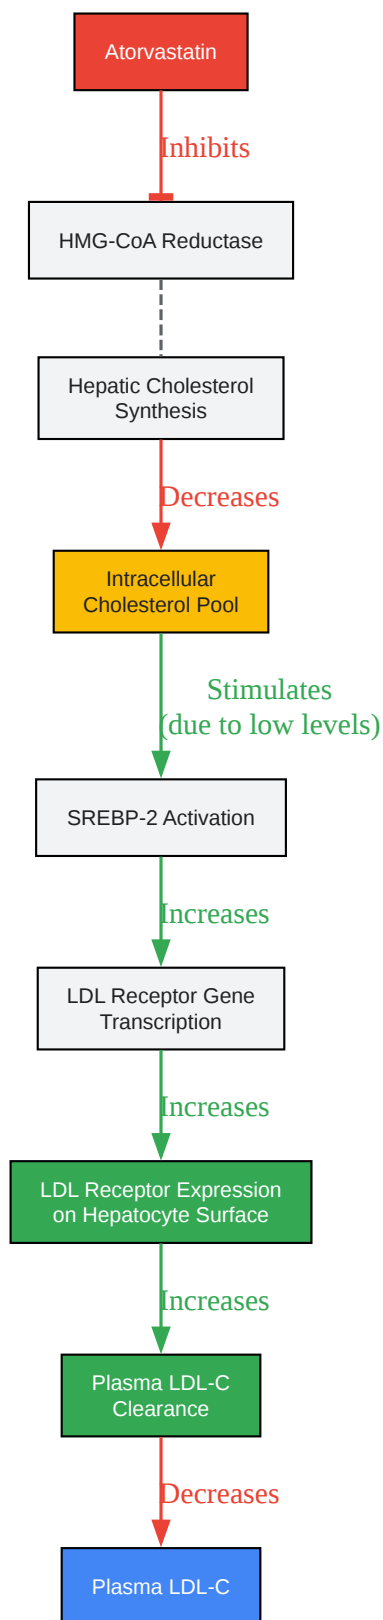 Atorvastatin
Inhibits
HMG-CoA Reductase
Hepatic Cholesterol
Synthesis
Decreases
Intracellular
Cholesterol Pool
Stimulates
(due to low levels)
SREBP-2 Activation
Increases
LDL Receptor Gene
Transcription
Increases
LDL Receptor Expression
on Hepatocyte Surface
Increases
Plasma LDL-C
Clearance
Decreases
Plasma LDL-C